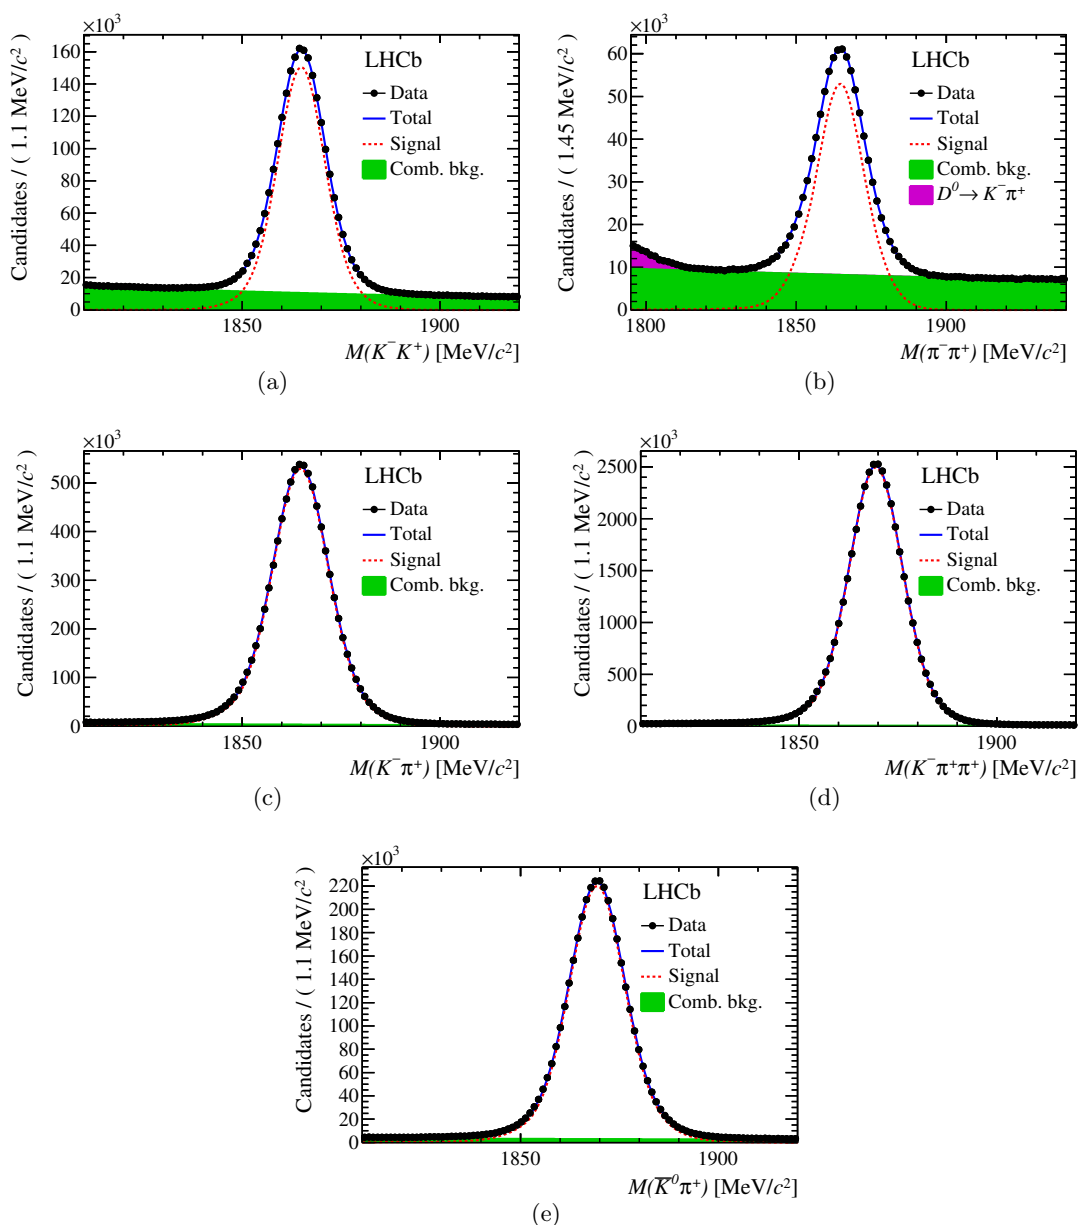 ×10³
Candidates / ( 1.1 MeV/c² )
160
140
120
100
80
60
40
20
0
LHCb
Data
Total
Signal
Comb. bkg.
1850
1900
M(K⁻K⁺) [MeV/c²]
(a)
×10³
Candidates / ( 1.45 MeV/c² )
60
50
40
30
20
10
0
LHCb
Data
Total
Signal
Comb. bkg.
D⁰→ K⁻π⁺
1800
1850
1900
M(π⁻π⁺) [MeV/c²]
(b)
×10³
Candidates / ( 1.1 MeV/c² )
500
400
300
200
100
0
LHCb
Data
Total
Signal
Comb. bkg.
1850
1900
M(K⁻π⁺) [MeV/c²]
(c)
Candidates / ( 1.1 MeV/c² )
×10³
2500
2000
1500
1000
500
0
LHCb
Data
Total
Signal
Comb. bkg.
1850
1900
M(K⁻π⁺π⁺) [MeV/c²]
(d)
×10³
Candidates / ( 1.1 MeV/c² )
220
200
180
160
140
120
100
80
60
40
20
0
LHCb
Data
Total
Signal
Comb. bkg.
1850
1900
M(K̅⁰π⁺) [MeV/c²]
(e)